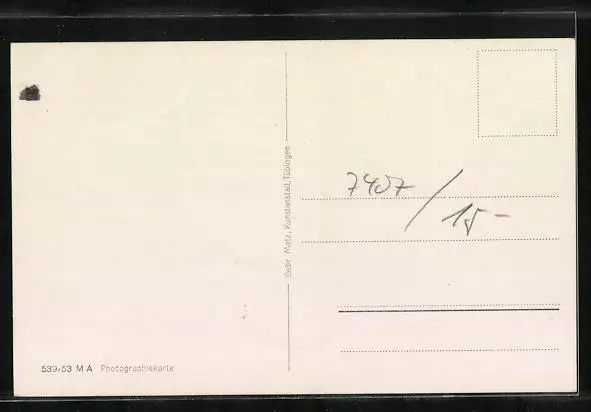 539/53 M A Photographiekarte
Gebr. Metz, Kunstanstalt, Tübingen
7407 / 15-